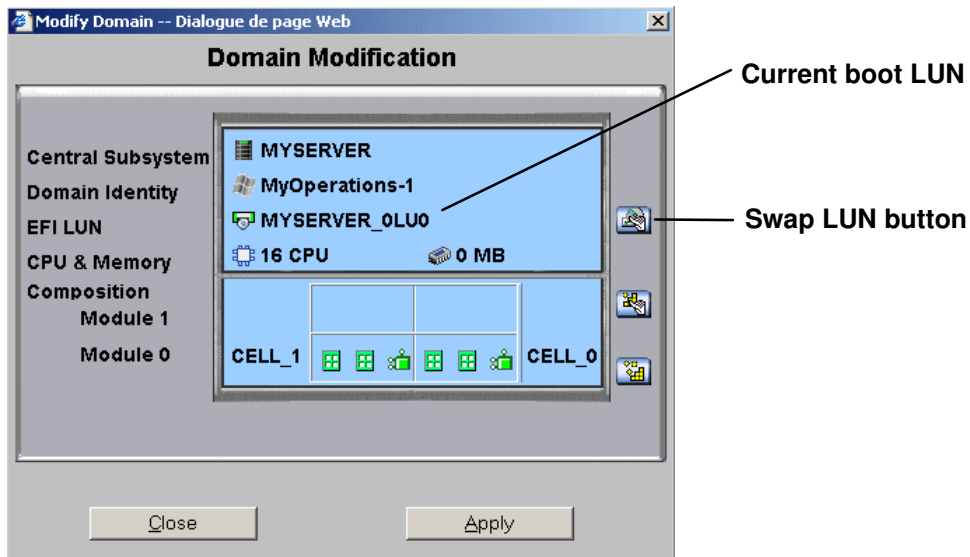 Modify Domain -- Dialogue de page Web
Domain Modification
Current boot LUN
Central Subsystem
MYSERVER
Domain Identity
MyOperations-1
EFI LUN
MYSERVER_0LU0
Swap LUN button
CPU & Memory
16 CPU
0 MB
Composition
Module 1
Module 0
CELL_1
CELL_0
Close
Apply